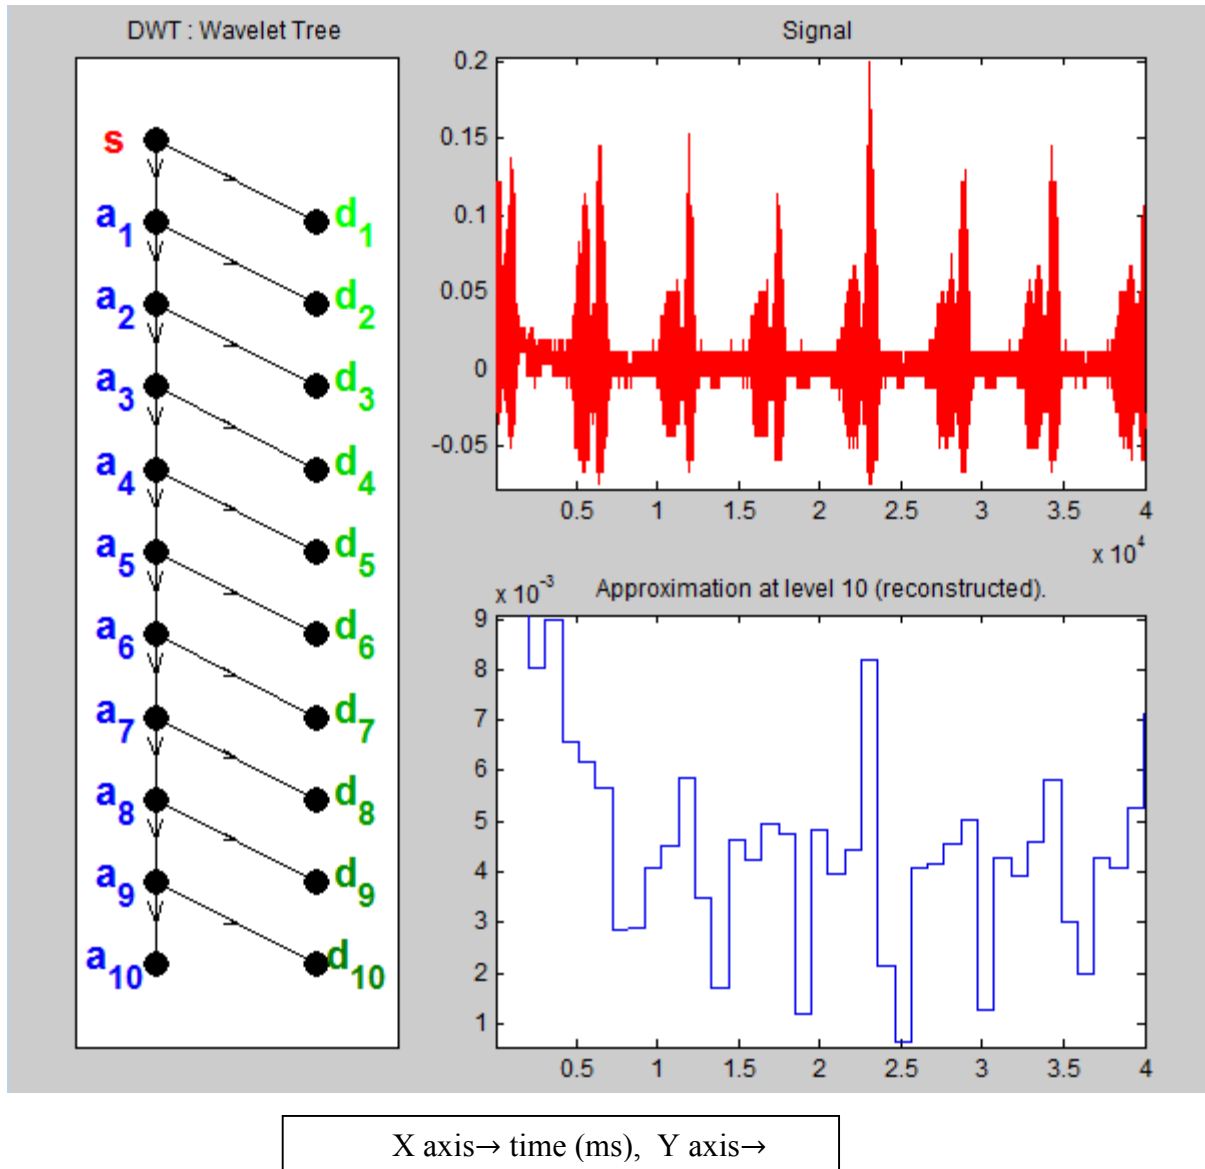 DWT : Wavelet Tree
s
a1
d1
a2
d2
a3
d3
a4
d4
a5
d5
a6
d6
a7
d7
a8
d8
a9
d9
a10
d10
Signal
0.2
0.15
0.1
0.05
0
-0.05
0.5 1 1.5 2 2.5 3 3.5 4
x 10^4
x 10^-3 Approximation at level 10 (reconstructed).
9
8
7
6
5
4
3
2
1
0.5 1 1.5 2 2.5 3 3.5 4
X axis→ time (ms), Y axis→